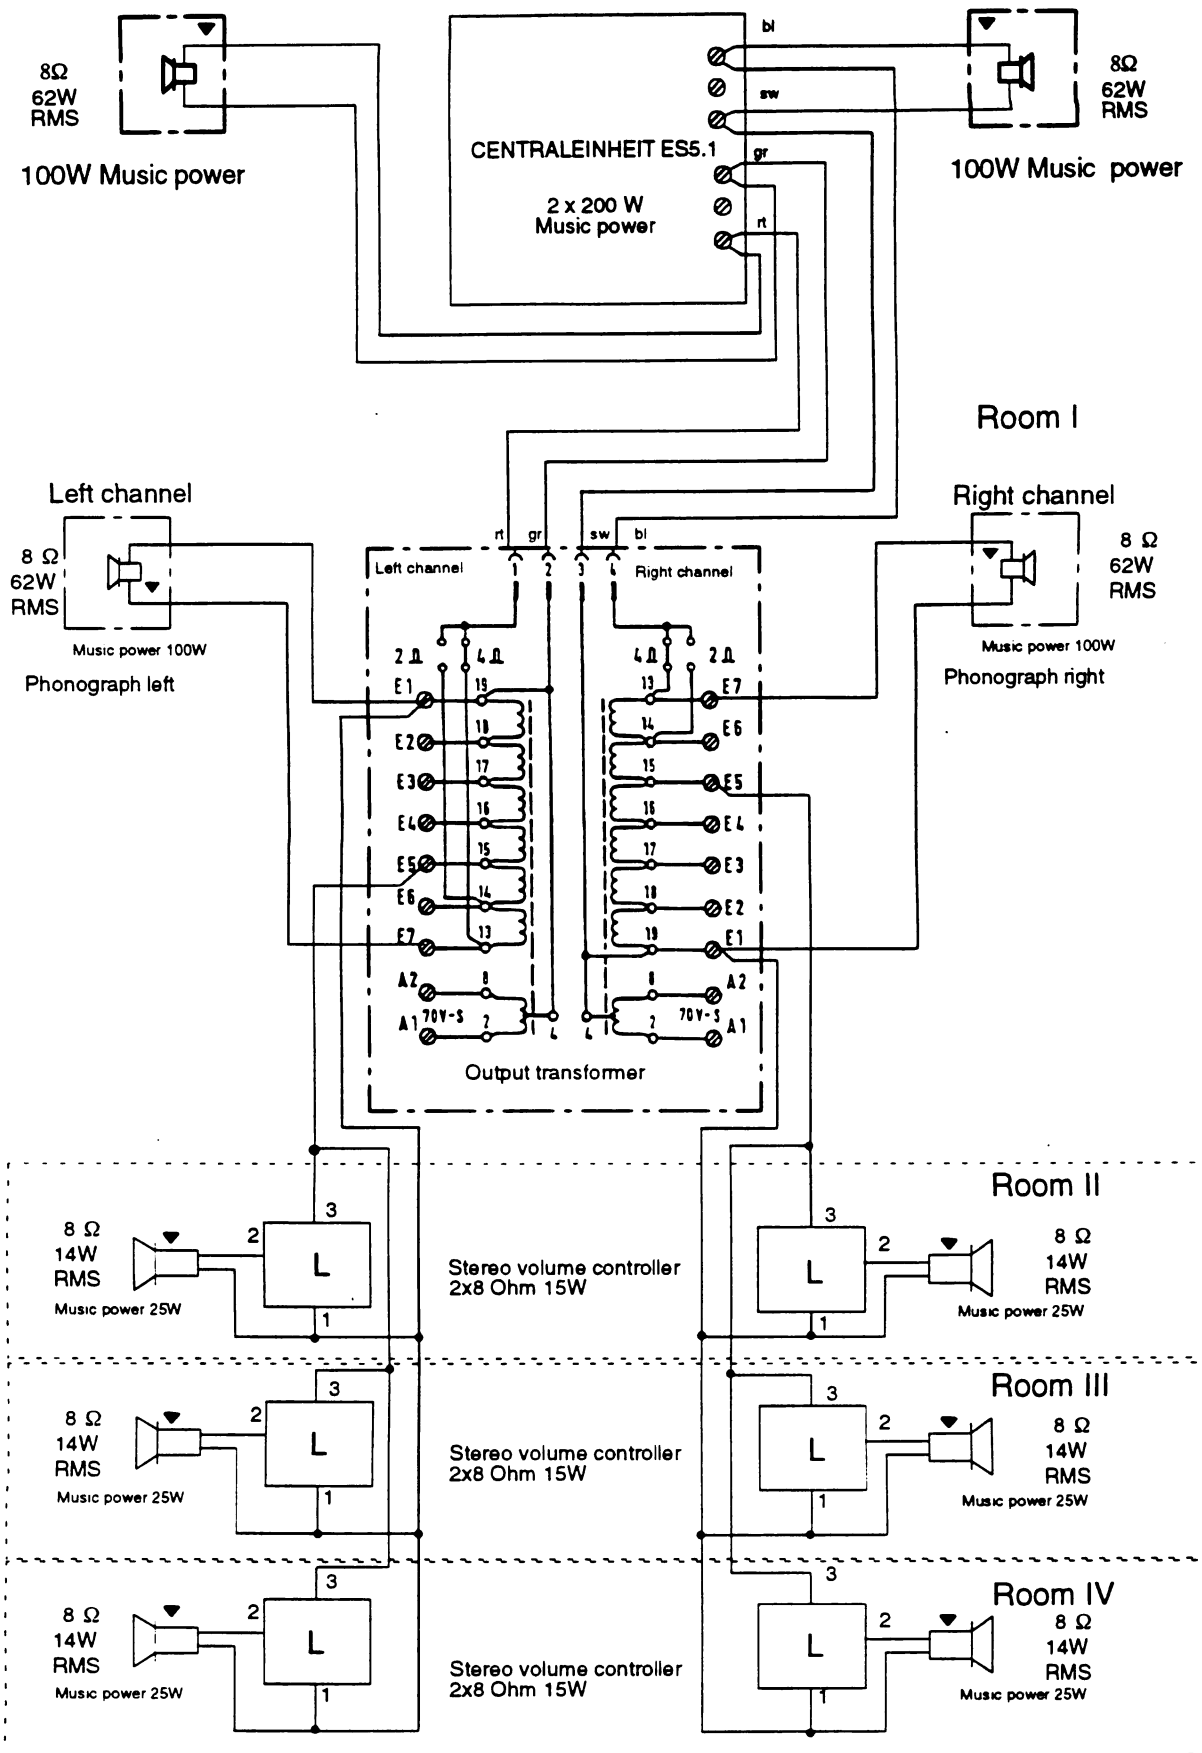 bl
8Ω
62W
RMS
100W Music power
sw
CENTRALEINHEIT ES5.1
gr
2 x 200 W
Music power
rt
8Ω
62W
RMS
100W Music power
Room I
Left channel
8 Ω
62W
RMS
Music power 100W
Phonograph left
Right channel
8 Ω
62W
RMS
Music power 100W
Phonograph right
rt gr sw bl
Left channel 1 2 3 4 Right channel
2 Ω 4 Ω 4 Ω 2 Ω
E1 19 13 E7
E2 18 14 E6
E3 17 15 E5
E4 16 16 E4
E5 15 17 E3
E6 14 18 E2
E7 13 19 E1
A2 8 8 A2
A1 70V-S 2 4 4 2 70V-S A1
Output transformer
Room II
8 Ω
14W
RMS
Music power 25W
2 3
L
1
Stereo volume controller
2x8 Ohm 15W
3 2
L
1
8 Ω
14W
RMS
Music power 25W
Room III
8 Ω
14W
RMS
Music power 25W
2 3
L
1
Stereo volume controller
2x8 Ohm 15W
3 2
L
1
8 Ω
14W
RMS
Music power 25W
Room IV
8 Ω
14W
RMS
Music power 25W
2 3
L
1
Stereo volume controller
2x8 Ohm 15W
3 2
L
1
8 Ω
14W
RMS
Music power 25W